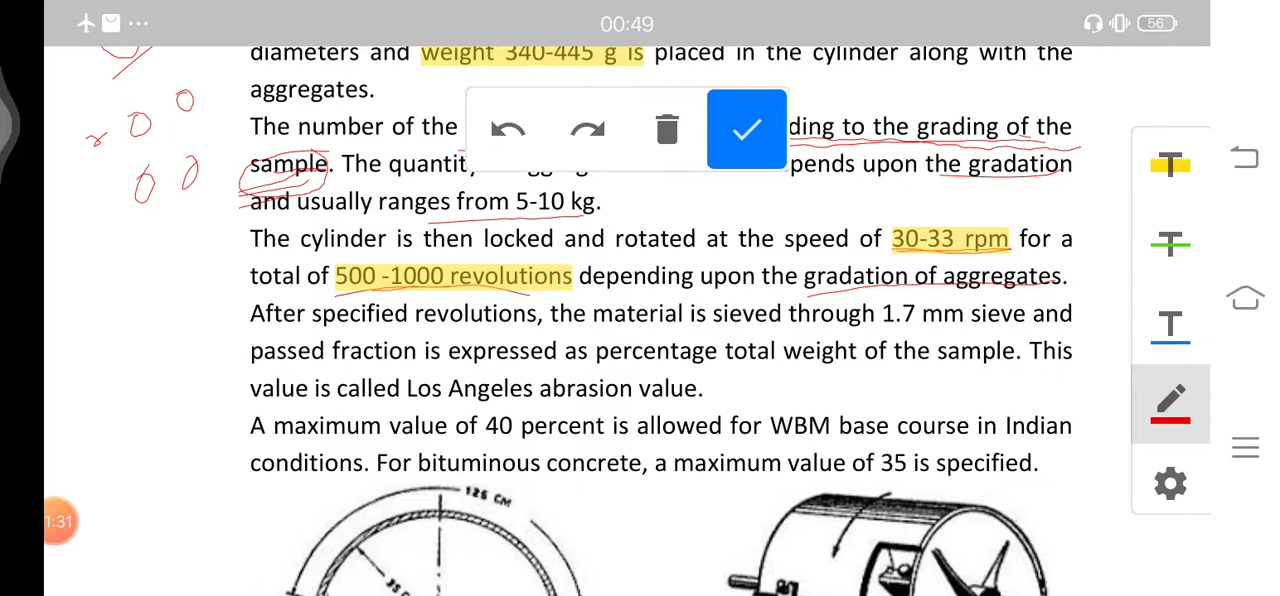 00:49
56
diameters and weight 340-445 g is placed in the cylinder along with the
aggregates.
The number of the ding to the grading of the
sample. The quantit pends upon the gradation
and usually ranges from 5-10 kg.
The cylinder is then locked and rotated at the speed of 30-33 rpm for a
total of 500 -1000 revolutions depending upon the gradation of aggregates.
After specified revolutions, the material is sieved through 1.7 mm sieve and
passed fraction is expressed as percentage total weight of the sample. This
value is called Los Angeles abrasion value.
A maximum value of 40 percent is allowed for WBM base course in Indian
conditions. For bituminous concrete, a maximum value of 35 is specified.
1:31
125 CM
35
T
T
T